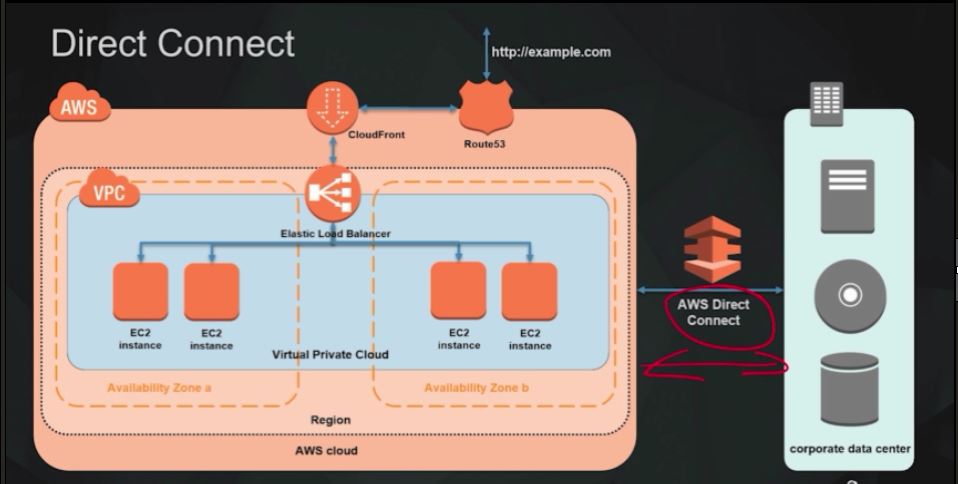 Direct Connect
http://example.com
AWS
CloudFront
Route53
VPC
Elastic Load Balancer
EC2
instance
EC2
instance
EC2
instance
EC2
instance
Virtual Private Cloud
Availability Zone a
Availability Zone b
Region
AWS cloud
AWS Direct
Connect
corporate data center